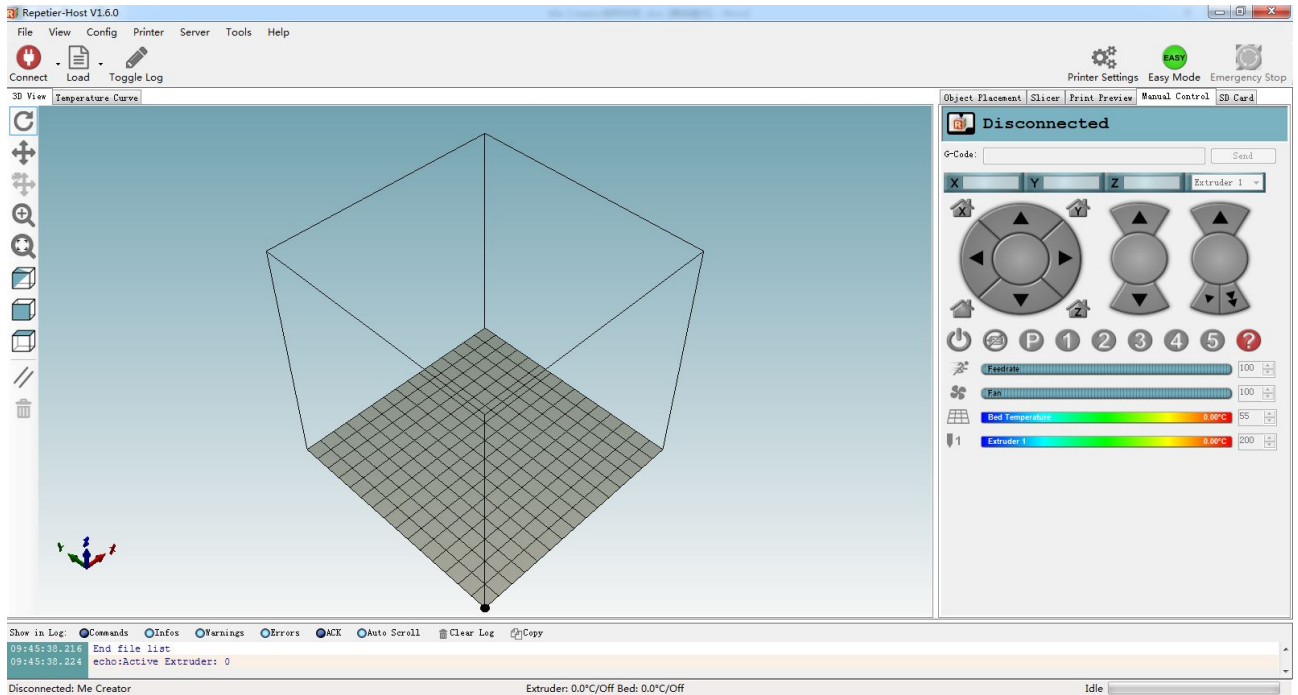 Repetier-Host V1.6.0
File View Config Printer Server Tools Help
Connect Load Toggle Log
Printer Settings Easy Mode Emergency Stop
EASY
3D View Temperature Curve
Object Placement Slicer Print Preview Manual Control SD Card
Disconnected
G-Code: Send
X Y Z Extruder 1
X Y
Z
P 1 2 3 4 5 ?
Feedrate 100
Fan 100
Bed Temperature 0.00°C 55
1 Extruder 1 0.00°C 200
Show in Log: Commands Infos Warnings Errors ACK Auto Scroll Clear Log Copy
09:45:38.216 End file list
09:45:38.224 echo:Active Extruder: 0
Disconnected: Me Creator Extruder: 0.0°C/Off Bed: 0.0°C/Off Idle